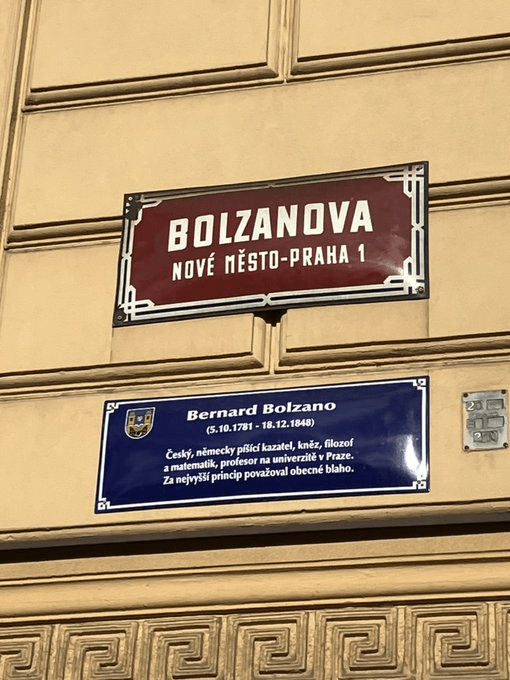 BOLZANOVA
NOVÉ MĚSTO-PRAHA 1
Bernard Bolzano
(5.10.1781 - 18.12.1848)
Český, německy píšící kazatel, kněz, filozof
a matematik, profesor na univerzitě v Praze.
Za nejvyšší princip považoval obecné blaho.